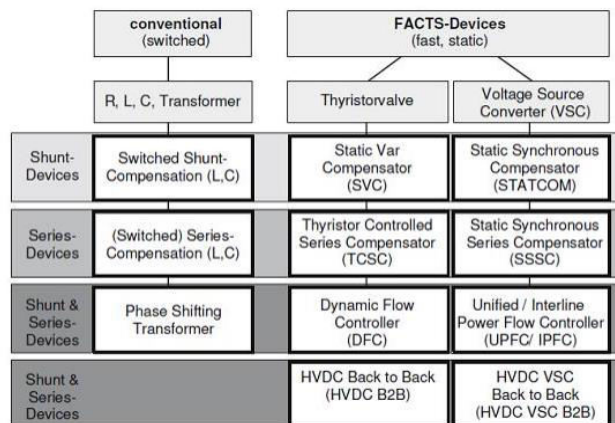 conventional
(switched)
FACTS-Devices
(fast, static)
R, L, C, Transformer
Thyristorvalve
Voltage Source
Converter (VSC)
Shunt-
Devices
Switched Shunt-
Compensation (L,C)
Static Var
Compensator
(SVC)
Static Synchronous
Compensator
(STATCOM)
Series-
Devices
(Switched) Series-
Compensation (L,C)
Thyristor Controlled
Series Compensator
(TCSC)
Static Synchronous
Series Compensator
(SSSC)
Shunt &
Series-
Devices
Phase Shifting
Transformer
Dynamic Flow
Controller
(DFC)
Unified / Interline
Power Flow Controller
(UPFC/ IPFC)
Shunt &
Series-
Devices
HVDC Back to Back
(HVDC B2B)
HVDC VSC
Back to Back
(HVDC VSC B2B)